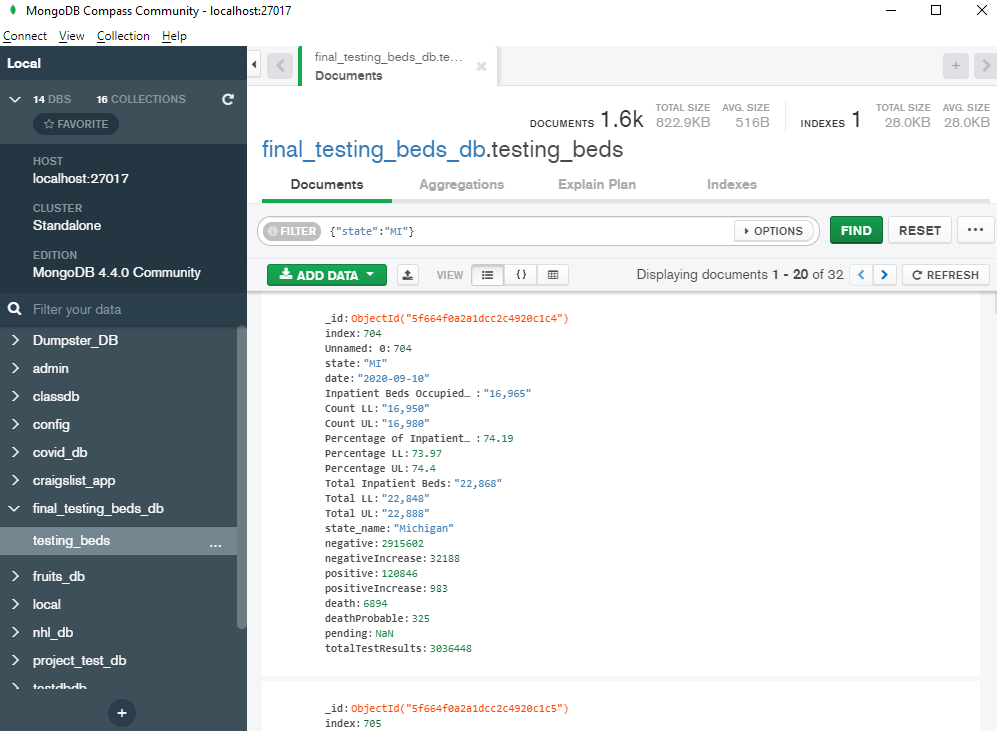 MongoDB Compass Community - localhost:27017
Connect View Collection Help
Local
14 DBS 16 COLLECTIONS
☆ FAVORITE
HOST
localhost:27017
CLUSTER
Standalone
EDITION
MongoDB 4.4.0 Community
Filter your data
Dumpster_DB
admin
classdb
config
covid_db
craigslist_app
final_testing_beds_db
testing_beds ...
fruits_db
local
nhl_db
project_test_db
testdbdb
+
final_testing_beds_db.te...
Documents
DOCUMENTS 1.6k TOTAL SIZE 822.9KB AVG. SIZE 516B INDEXES 1 TOTAL SIZE 28.0KB AVG. SIZE 28.0KB
final_testing_beds_db.testing_beds
Documents Aggregations Explain Plan Indexes
FILTER {"state":"MI"} OPTIONS FIND RESET ...
ADD DATA VIEW {} Displaying documents 1 - 20 of 32 < > REFRESH
_id: ObjectId("5f664f0a2a1dcc2c4920c1c4")
index: 704
Unnamed: 0: 704
state: "MI"
date: "2020-09-10"
Inpatient Beds Occupied… : "16,965"
Count LL: "16,950"
Count UL: "16,980"
Percentage of Inpatient… : 74.19
Percentage LL: 73.97
Percentage UL: 74.4
Total Inpatient Beds: "22,868"
Total LL: "22,848"
Total UL: "22,888"
state_name: "Michigan"
negative: 2915602
negativeIncrease: 32188
positive: 120846
positiveIncrease: 983
death: 6894
deathProbable: 325
pending: NaN
totalTestResults: 3036448
_id: ObjectId("5f664f0a2a1dcc2c4920c1c5")
index: 705